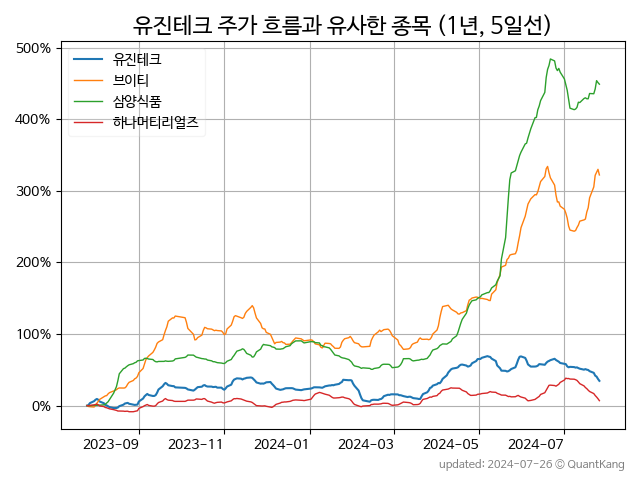 유진테크 주가 흐름과 유사한 종목 (1년, 5일선)
500%
400%
300%
200%
100%
0%
유진테크
브이티
삼양식품
하나머티리얼즈
2023-09 2023-11 2024-01 2024-03 2024-05 2024-07
updated: 2024-07-26 © QuantKang